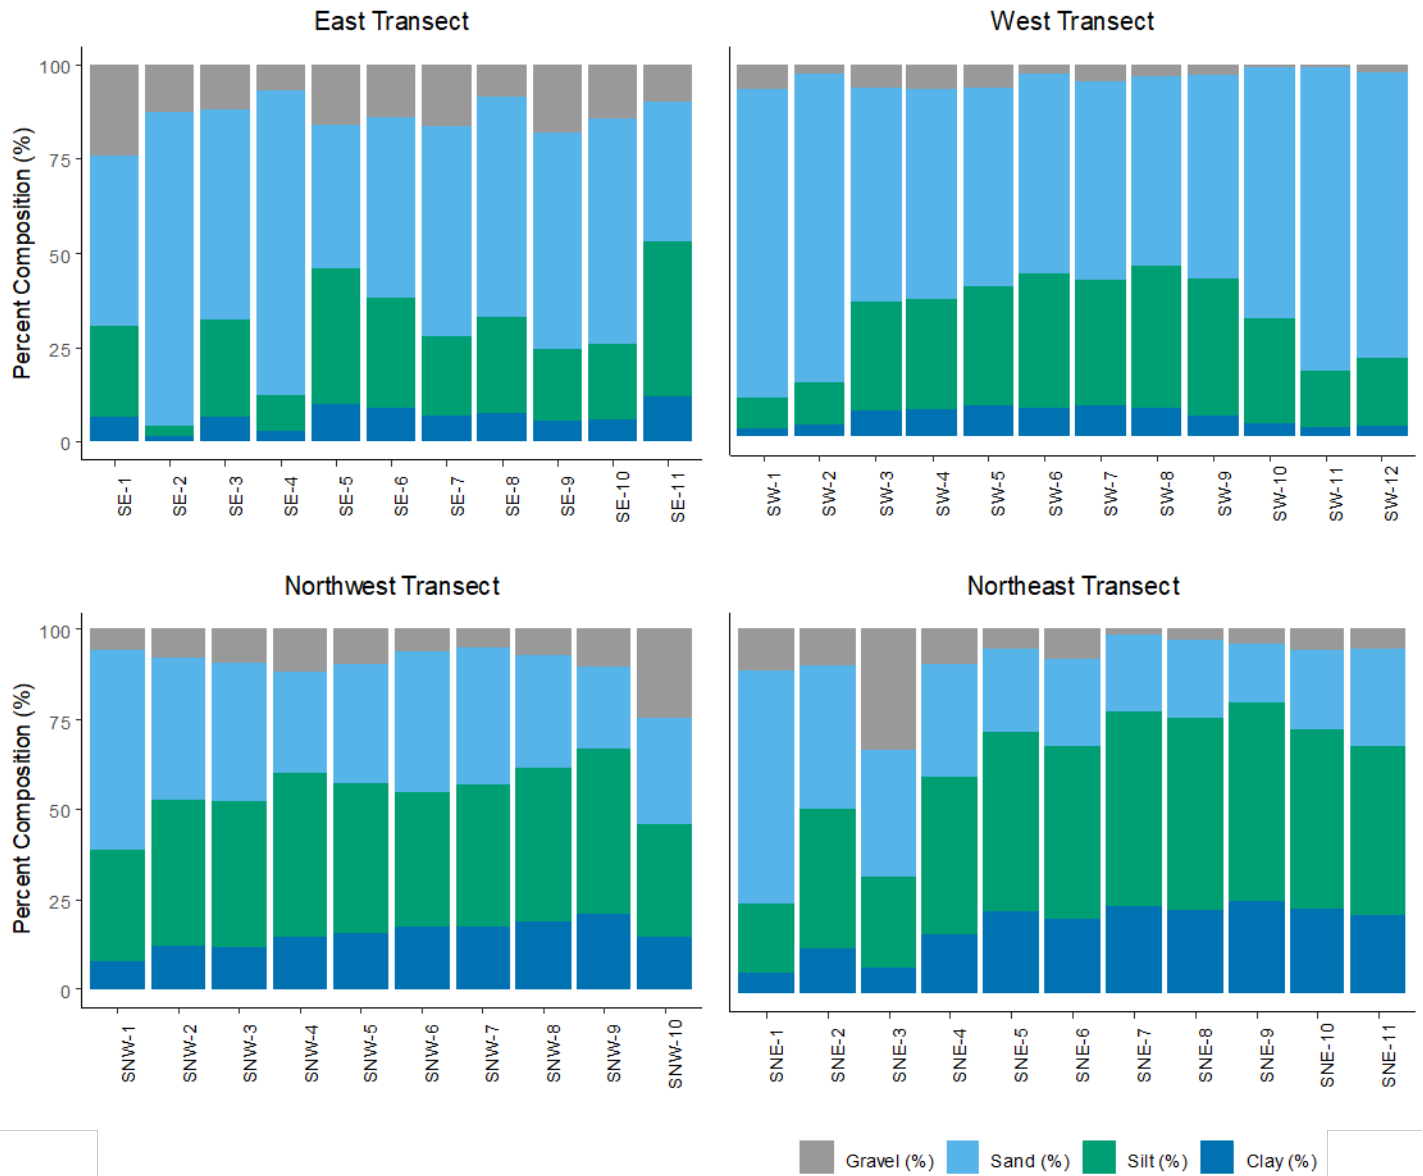 East Transect
West Transect
Percent Composition (%)
100
75
50
25
0
SE-1
SE-2
SE-3
SE-4
SE-5
SE-6
SE-7
SE-8
SE-9
SE-10
SE-11
SW-1
SW-2
SW-3
SW-4
SW-5
SW-6
SW-7
SW-8
SW-9
SW-10
SW-11
SW-12
Northwest Transect
Northeast Transect
Percent Composition (%)
100
75
50
25
0
SNW-1
SNW-2
SNW-3
SNW-4
SNW-5
SNW-6
SNW-7
SNW-8
SNW-9
SNW-10
SNE-1
SNE-2
SNE-3
SNE-4
SNE-5
SNE-6
SNE-7
SNE-8
SNE-9
SNE-10
SNE-11
Gravel (%) Sand (%) Silt (%) Clay (%)